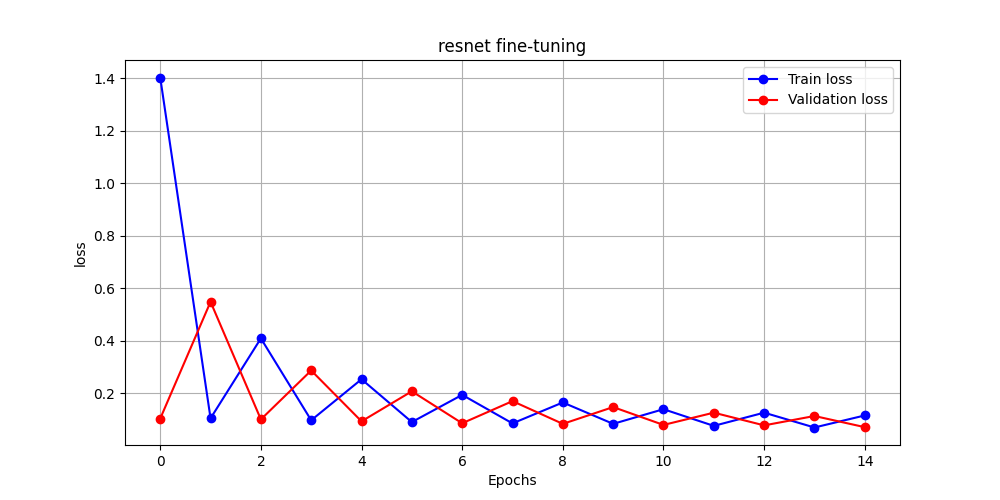 resnet fine-tuning
Train loss
Validation loss
loss
1.4
1.2
1.0
0.8
0.6
0.4
0.2
0 2 4 6 8 10 12 14
Epochs